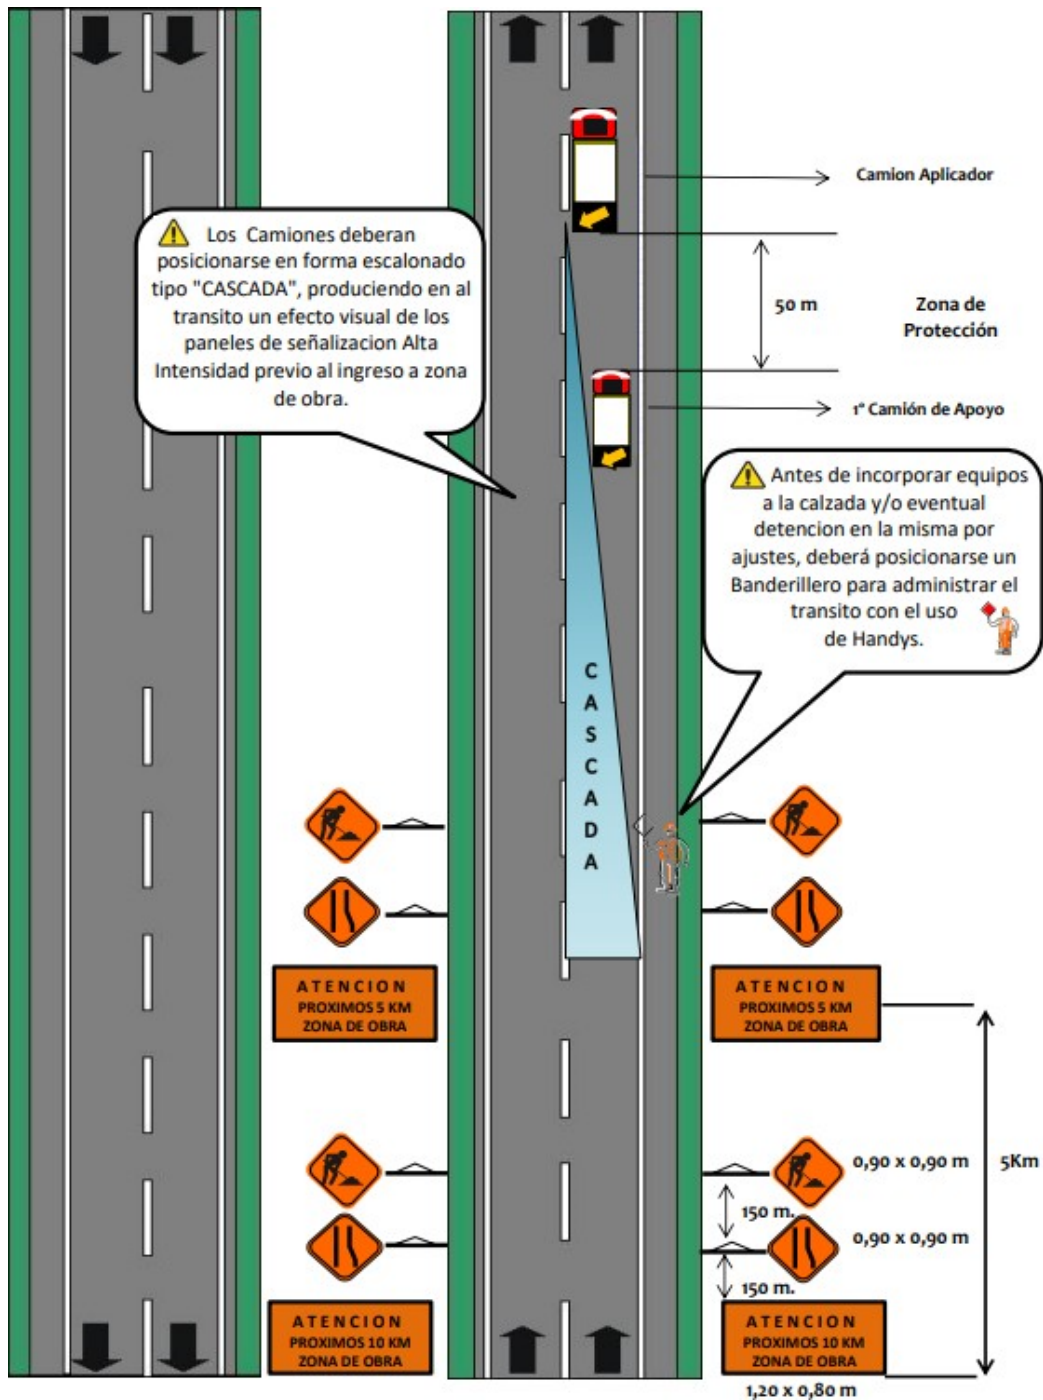 Camion Aplicador
⚠ Los Camiones deberan
posicionarse en forma escalonado
tipo "CASCADA", produciendo en al
transito un efecto visual de los
paneles de señalizacion Alta
Intensidad previo al ingreso a zona
de obra.
50 m
Zona de
Protección
1° Camión de Apoyo
⚠ Antes de incorporar equipos
a la calzada y/o eventual
detencion en la misma por
ajustes, deberá posicionarse un
Banderillero para administrar el
transito con el uso
de Handys.
C
A
S
C
A
D
A
ATENCION
PROXIMOS 5 KM
ZONA DE OBRA
ATENCION
PROXIMOS 5 KM
ZONA DE OBRA
0,90 x 0,90 m
5Km
150 m.
0,90 x 0,90 m
150 m.
ATENCION
PROXIMOS 10 KM
ZONA DE OBRA
ATENCION
PROXIMOS 10 KM
ZONA DE OBRA
1,20 x 0,80 m